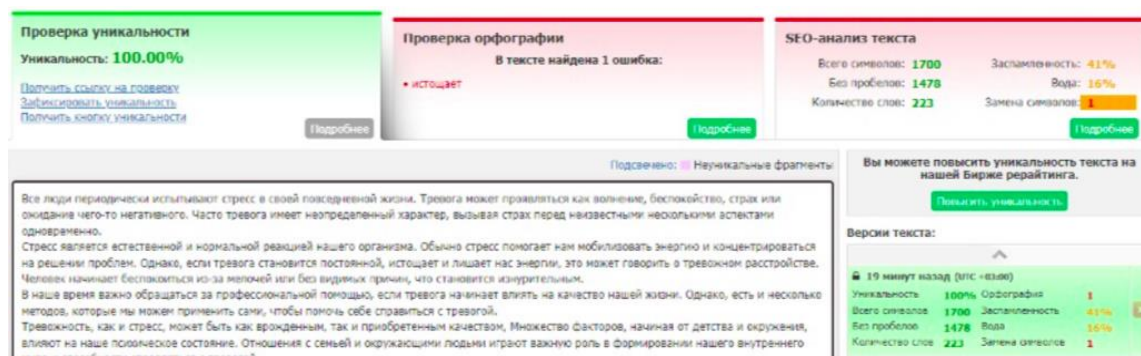 Проверка уникальности
Уникальность: 100.00%
Получить ссылку на проверку
Зафиксировать уникальность
Получить кнопку уникальности
Подробнее
Проверка орфографии
В тексте найдена 1 ошибка:
• истощает
Подробнее
SEO-анализ текста
Всего символов: 1700 Заспамленность: 41%
Без пробелов: 1478 Вода: 16%
Количество слов: 223 Замена символов: 1
Подробнее
Подсвечено: Неуникальные фрагменты
Все люди периодически испытывают стресс в своей повседневной жизни. Тревога может проявляться как волнение, беспокойство, страх или
ожидание чего-то негативного. Часто тревога имеет неопределенный характер, вызывая страх перед неизвестными несколькими аспектами
одновременно.
Стресс является естественной и нормальной реакцией нашего организма. Обычно стресс помогает нам мобилизовать энергию и концентрироваться
на решении проблем. Однако, если тревога становится постоянной, истощает и лишает нас энергии, это может говорить о тревожном расстройстве.
Человек начинает беспокоиться из-за мелочей или без видимых причин, что становится изнурительным.
В наше время важно обращаться за профессиональной помощью, если тревога начинает влиять на качество нашей жизни. Однако, есть и несколько
методов, которые мы можем применить сами, чтобы помочь себе справиться с тревогой.
Тревожность, как и стресс, может быть как врожденным, так и приобретенным качеством, Множество факторов, начиная от детства и окружения,
влияют на наше психическое состояние. Отношения с семьей и окружающими людьми играют важную роль в формировании нашего внутреннего
Вы можете повысить уникальность текста на
нашей Бирже рерайтинга.
Повысить уникальность
Версии текста:
19 минут назад (UTC +03:00)
Уникальность 100% Орфография 1
Всего символов 1700 Заспамленность 41%
Без пробелов 1478 Вода 16%
Количество слов 223 Замена символов 1